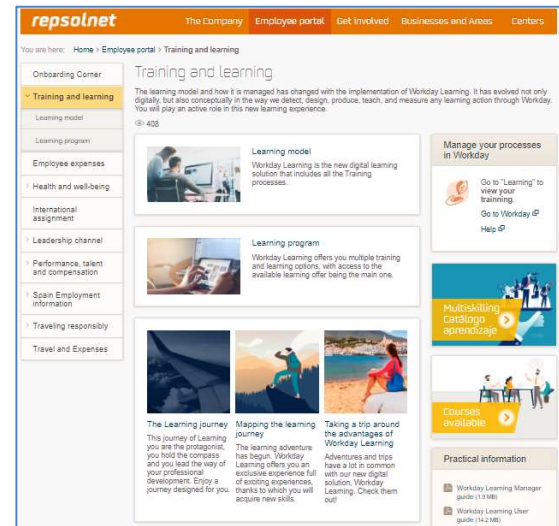 repsolnet
The Company
Employee portal
Get involved
Businesses and Areas
Centers
You are here: Home > Employee portal > Training and learning
Onboarding Corner
Training and learning
Learning model
Learning program
Employee expenses
Health and well-being
International
assignment
Leadership channel
Performance, talent
and compensation
Spain Employment
information
Traveling responsibly
Travel and Expenses
Training and learning
The learning model and how it is managed has changed with the implementation of Workday Learning. It has evolved not only
digitally, but also conceptually in the way we detect, design, produce, teach, and measure any learning action through Workday.
You will play an active role in this new learning experience.
408
Learning model
Workday Learning is the new digital learning
solution that includes all the Training
processes.
Learning program
Workday Learning offers you multiple training
and learning options, with access to the
available learning offer being the main one.
The Learning journey
This journey of Learning
you are the protagonist,
you hold the compass
and you lead the way of
your professional
development. Enjoy a
journey designed for you.
Mapping the learning
journey
The learning adventure
has begun. Workday
Learning offers you an
exclusive experience full
of exciting experiences,
thanks to which you will
acquire new skills.
Taking a trip around
the advantages of
Workday Learning
Adventures and trips
have a lot in common
with our new digital
solution, Workday
Learning. Check them
out!
Manage your processes
in Workday
Go to "Learning" to
view your
trainning.
Go to Workday
Help
Multiskilling
Catálogo
aprendizaje
Courses
available
Practical information
Workday Learning Manager
guide (1.9 MB)
Workday Learning User
guide (14.2 MB)